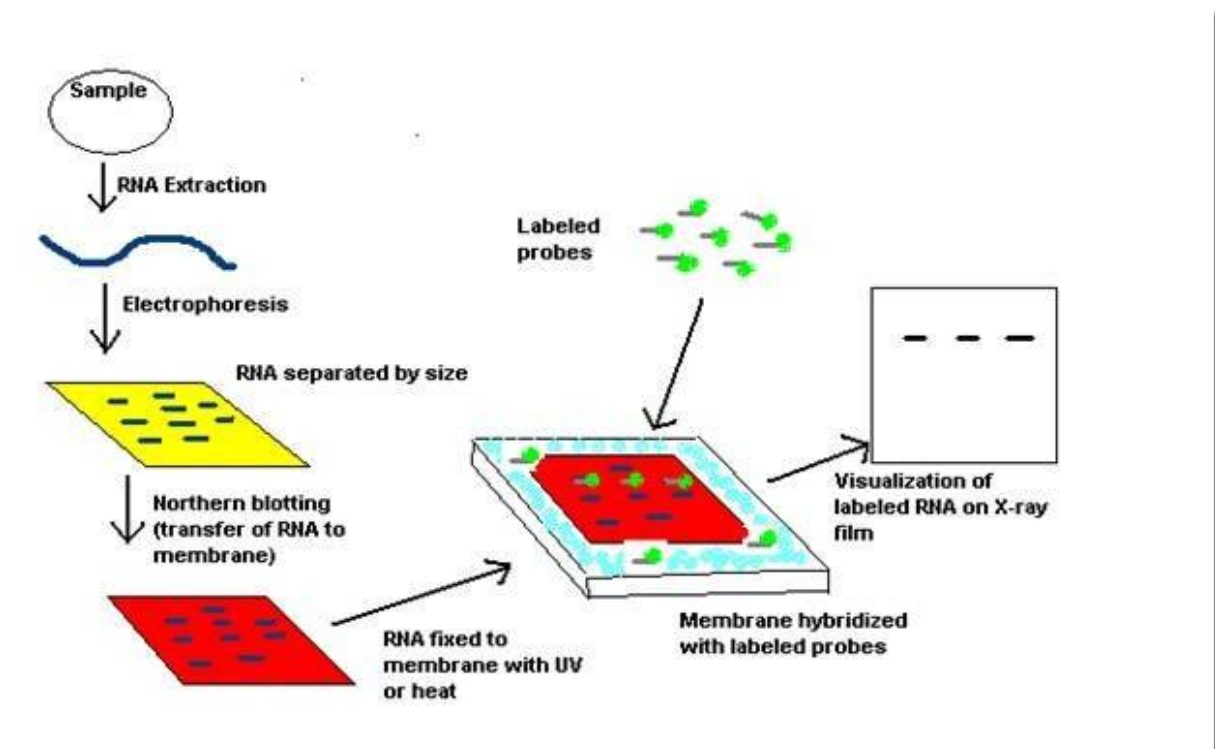 Sample
RNA Extraction
Electrophoresis
RNA separated by size
Northern blotting
(transfer of RNA to
membrane)
RNA fixed to
membrane with UV
or heat
Labeled
probes
Membrane hybridized
with labeled probes
Visualization of
labeled RNA on X-ray
film